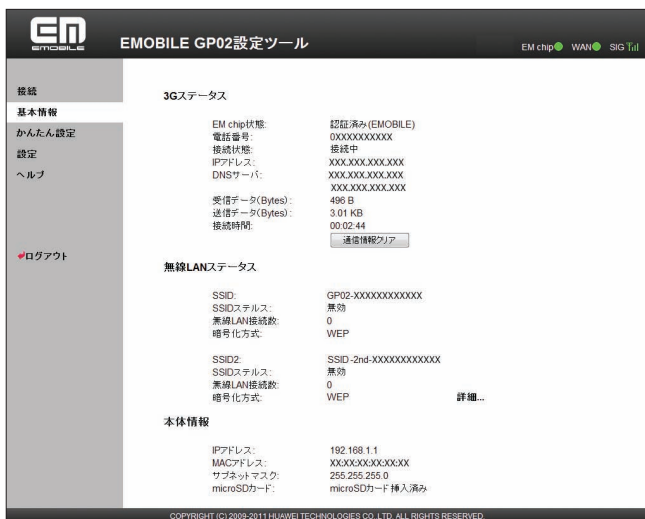 EM
EMOBILE
EMOBILE GP02設定ツール
EM chip WAN SIG
接続
基本情報
かんたん設定
設定
ヘルプ
ログアウト
3Gステータス
EM chip状態: 認証済み(EMOBILE)
電話番号: 0XXXXXXXXXX
接続状態: 接続中
IPアドレス: XXX.XXX.XXX.XXX
DNSサーバ: XXX.XXX.XXX.XXX
XXX.XXX.XXX.XXX
受信データ(Bytes): 496 B
送信データ(Bytes): 3.01 KB
接続時間: 00:02:44
通信情報クリア
無線LANステータス
SSID: GP02-XXXXXXXXXXXX
SSIDステルス: 無効
無線LAN接続数: 0
暗号化方式: WEP
SSID2: SSID-2nd-XXXXXXXXXXXX
SSIDステルス: 無効
無線LAN接続数: 0
暗号化方式: WEP 詳細...
本体情報
IPアドレス: 192.168.1.1
MACアドレス: XX:XX:XX:XX:XX:XX
サブネットマスク: 255.255.255.0
microSDカード: microSDカード挿入済み
COPYRIGHT (C) 2009-2011 HUAWEI TECHNOLOGIES CO. LTD. ALL RIGHTS RESERVED